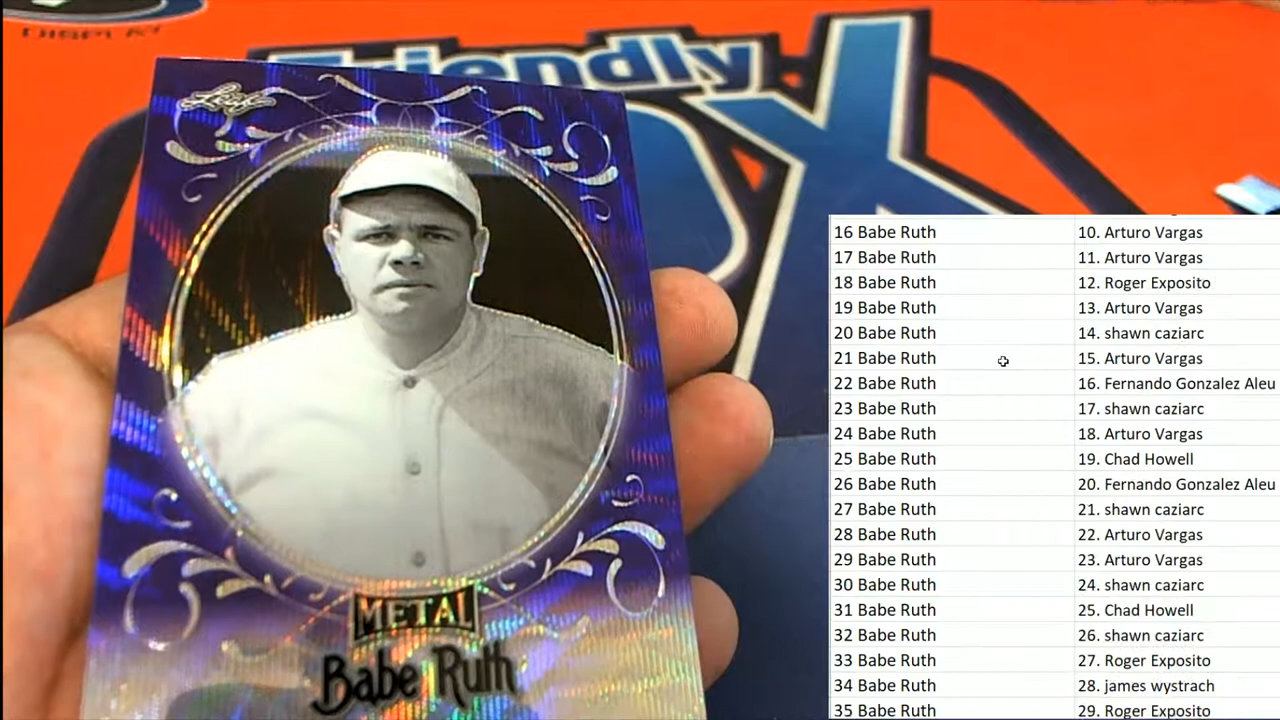 DISPLAY
Friendly
OX
Leaf
METAL
Babe Ruth
16 Babe Ruth 10. Arturo Vargas
17 Babe Ruth 11. Arturo Vargas
18 Babe Ruth 12. Roger Exposito
19 Babe Ruth 13. Arturo Vargas
20 Babe Ruth 14. shawn caziarc
21 Babe Ruth 15. Arturo Vargas
22 Babe Ruth 16. Fernando Gonzalez Aleu
23 Babe Ruth 17. shawn caziarc
24 Babe Ruth 18. Arturo Vargas
25 Babe Ruth 19. Chad Howell
26 Babe Ruth 20. Fernando Gonzalez Aleu
27 Babe Ruth 21. shawn caziarc
28 Babe Ruth 22. Arturo Vargas
29 Babe Ruth 23. Arturo Vargas
30 Babe Ruth 24. shawn caziarc
31 Babe Ruth 25. Chad Howell
32 Babe Ruth 26. shawn caziarc
33 Babe Ruth 27. Roger Exposito
34 Babe Ruth 28. james wystrach
35 Babe Ruth 29. Roger Exposito